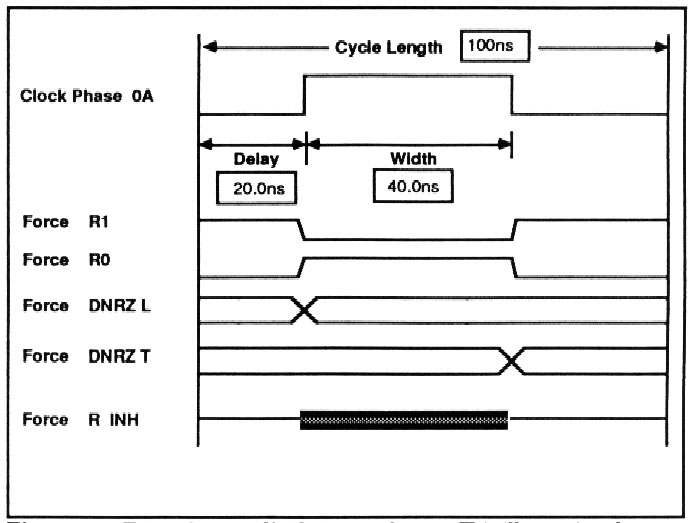 Cycle Length 100ns
Clock Phase 0A
Delay Width
20.0ns 40.0ns
Force R1
Force R0
Force DNRZ L
Force DNRZ T
Force R INH